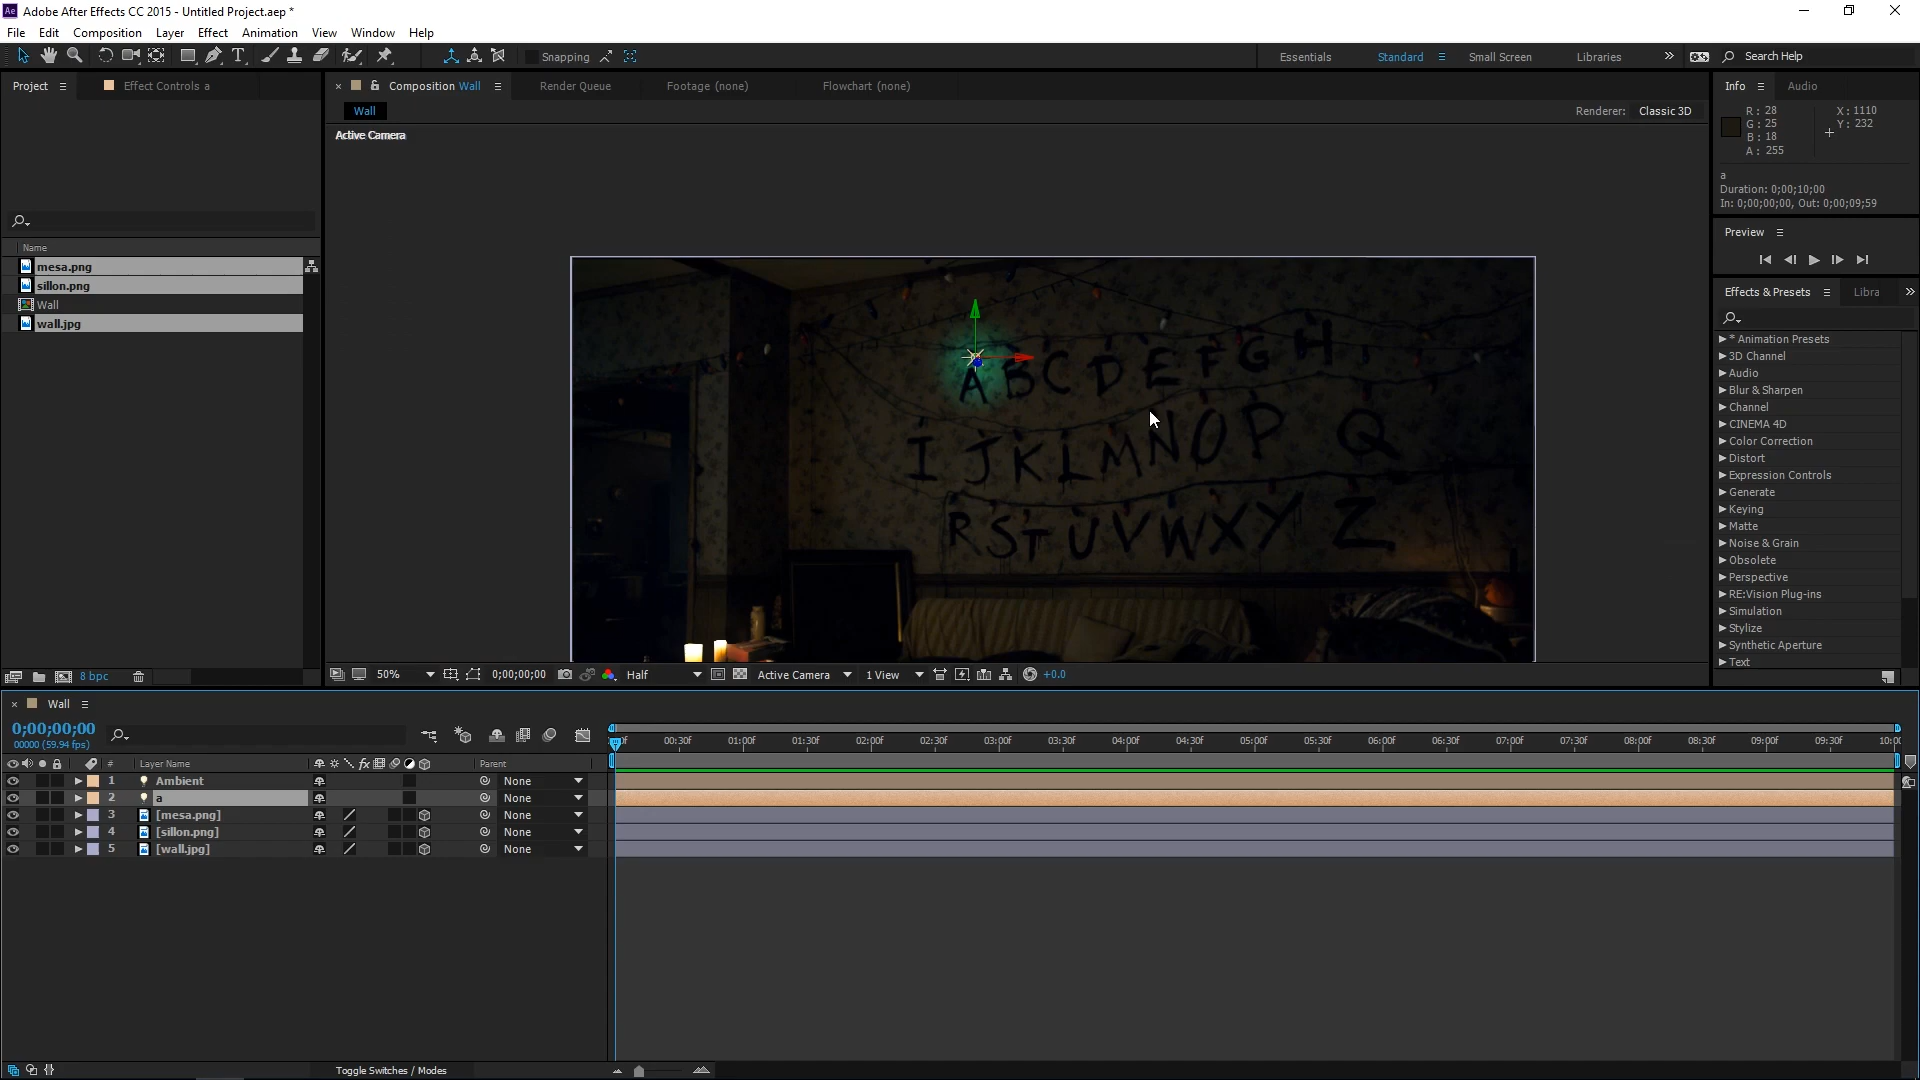 Ae Adobe After Effects CC 2015 - Untitled Project.aep *
File Edit Composition Layer Effect Animation View Window Help
Snapping Essentials Standard Small Screen Libraries Search Help
Project Effect Controls a Composition Wall Render Queue Footage (none) Flowchart (none) Info Audio
Wall Renderer: Classic 3D
Active Camera
R: 28 X: 1110
G: 25 Y: 232
B: 18
A: 255
a
Duration: 0;00;10;00
In: 0;00;00;00, Out: 0;00;09;59
Preview
Name
mesa.png
sillon.png
Wall
wall.jpg
A B C D E F G H
I J K L M N O P Q
R S T U V W X Y Z
Effects & Presets Libra
* Animation Presets
3D Channel
Audio
Blur & Sharpen
Channel
CINEMA 4D
Color Correction
Distort
Expression Controls
Generate
Keying
Matte
Noise & Grain
Obsolete
Perspective
RE:Vision Plug-ins
Simulation
Stylize
Synthetic Aperture
Text
8 bpc 50% 0;00;00;00 Half Active Camera 1 View +0.0
Wall
0;00;00;00
00000 (59.94 fps)
00:30f 01:00f 01:30f 02:00f 02:30f 03:00f 03:30f 04:00f 04:30f 05:00f 05:30f 06:00f 06:30f 07:00f 07:30f 08:00f 08:30f 09:00f 09:30f 10:00
# Layer Name fx Parent
1 Ambient None
2 a None
3 [mesa.png] None
4 [sillon.png] None
5 [wall.jpg] None
Toggle Switches / Modes